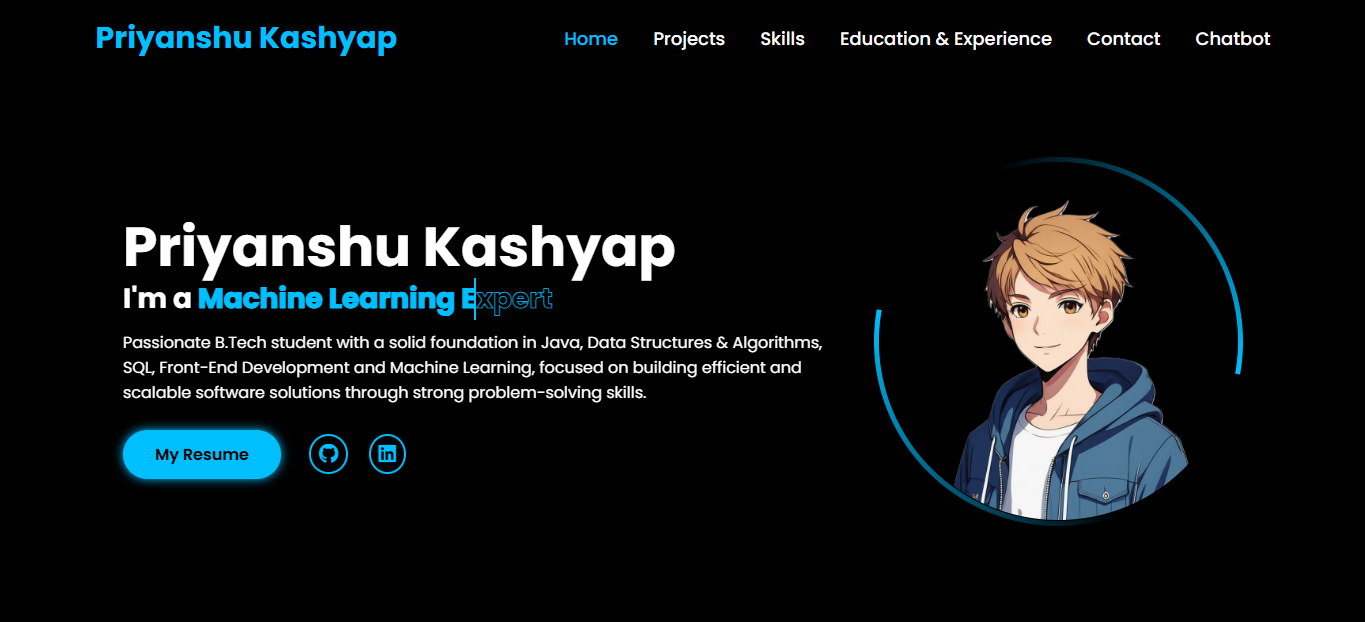 Priyanshu Kashyap
Home Projects Skills Education & Experience Contact Chatbot
Priyanshu Kashyap
I'm a Machine Learning Expert
Passionate B.Tech student with a solid foundation in Java, Data Structures & Algorithms,
SQL, Front-End Development and Machine Learning, focused on building efficient and
scalable software solutions through strong problem-solving skills.
My Resume
in